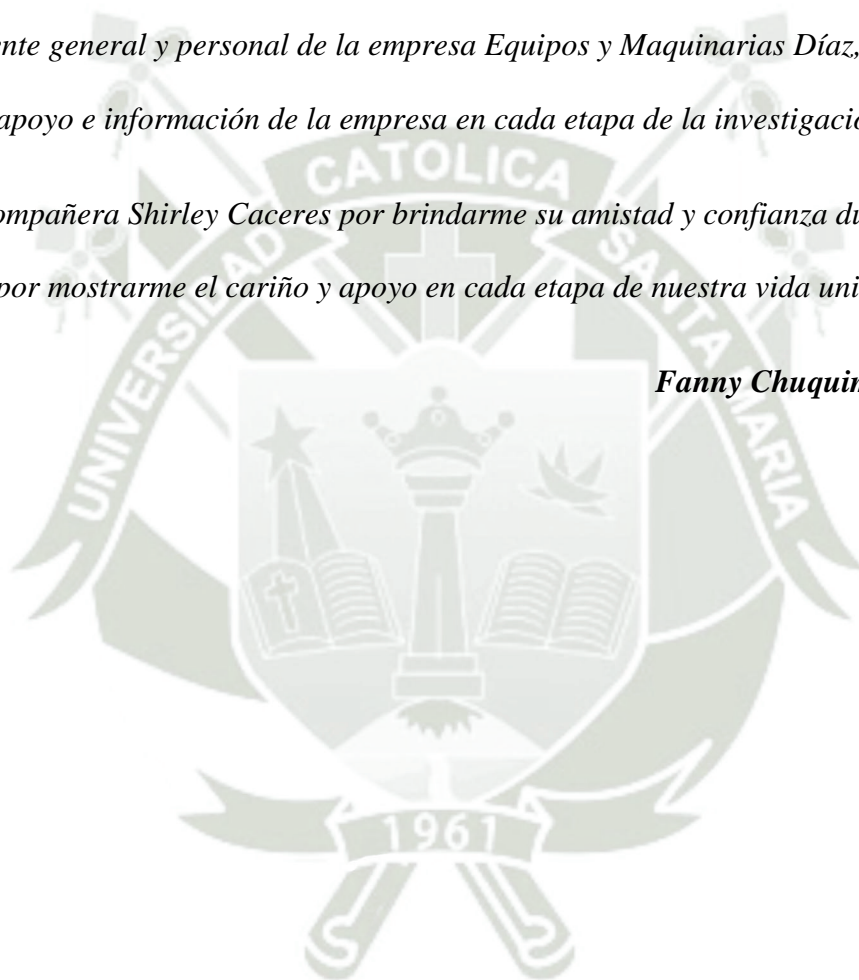 ente general y personal de la empresa Equipos y Maquinarias Díaz,
apoyo e información de la empresa en cada etapa de la investigació
ompañera Shirley Caceres por brindarme su amistad y confianza du
por mostrarme el cariño y apoyo en cada etapa de nuestra vida uni
Fanny Chuquin
UNIVERSIDAD CATOLICA SANTA MARIA
1961